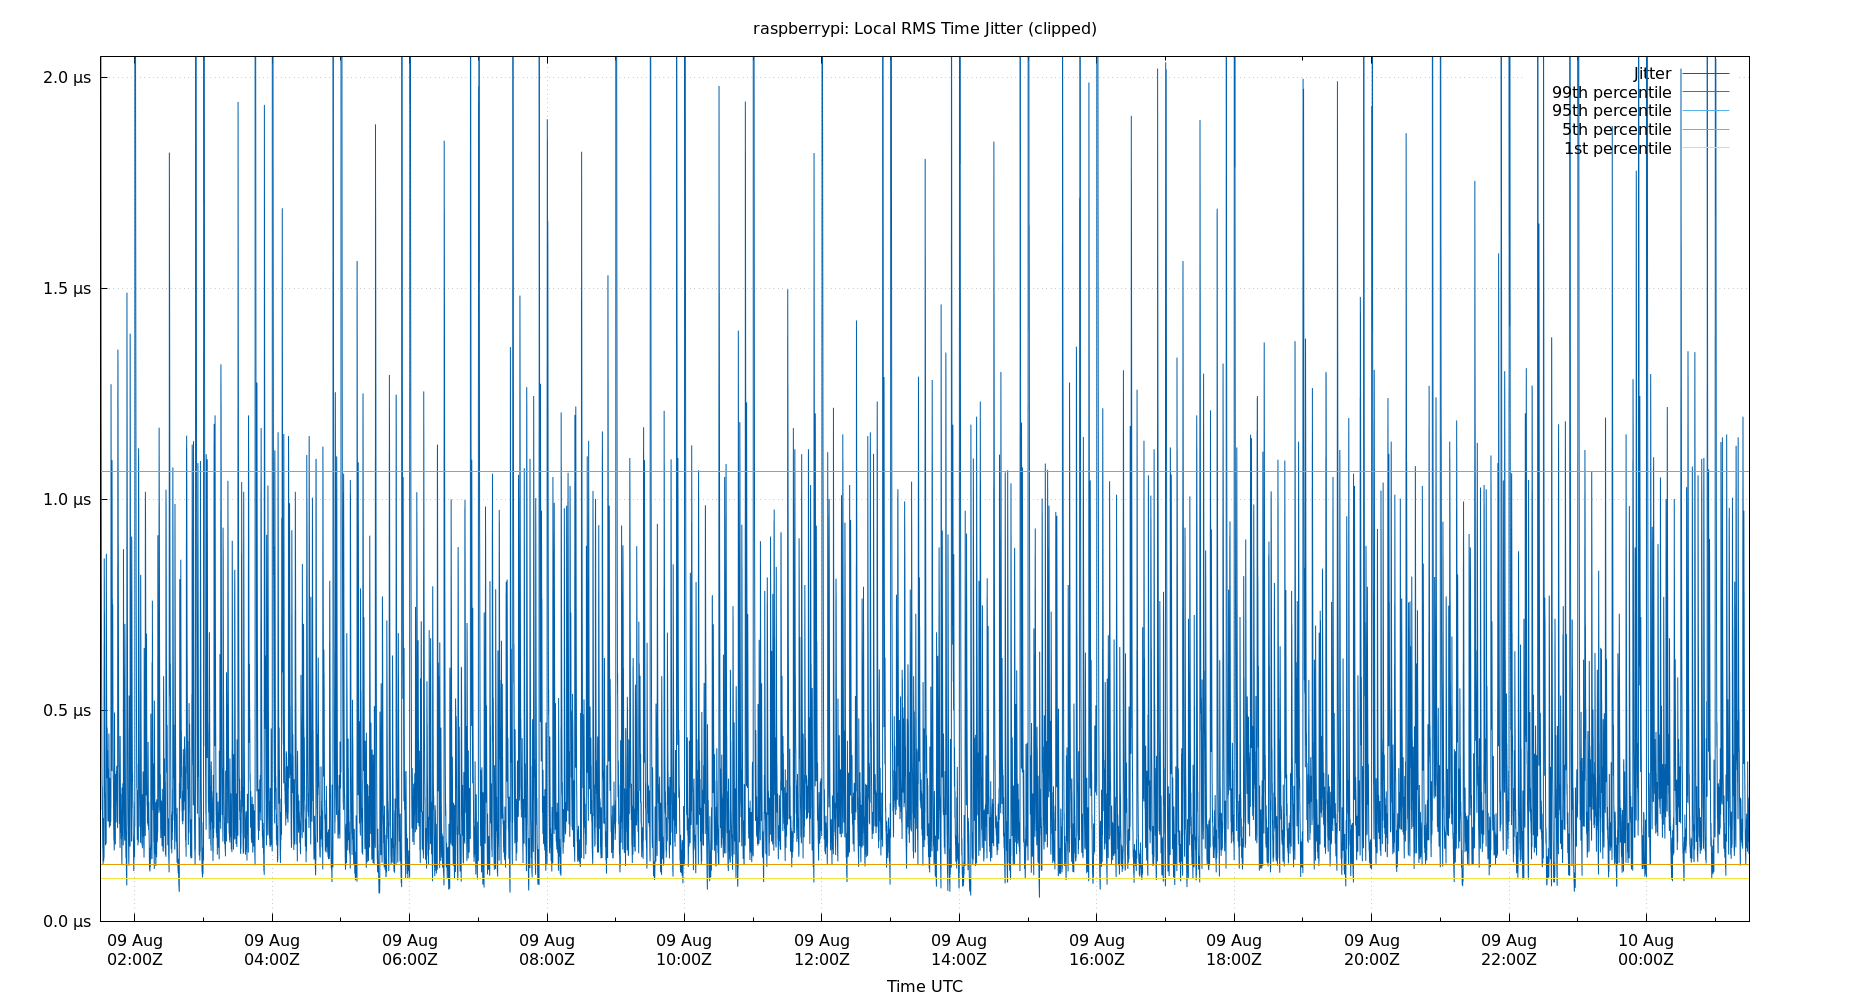 raspberrypi: Local RMS Time Jitter (clipped)
2.0 μs
1.5 μs
1.0 μs
0.5 μs
0.0 μs
Jitter
99th percentile
95th percentile
5th percentile
1st percentile
09 Aug 09 Aug 09 Aug 09 Aug 09 Aug 09 Aug 09 Aug 09 Aug 09 Aug 09 Aug 09 Aug 10 Aug
02:00Z 04:00Z 06:00Z 08:00Z 10:00Z 12:00Z 14:00Z 16:00Z 18:00Z 20:00Z 22:00Z 00:00Z
Time UTC